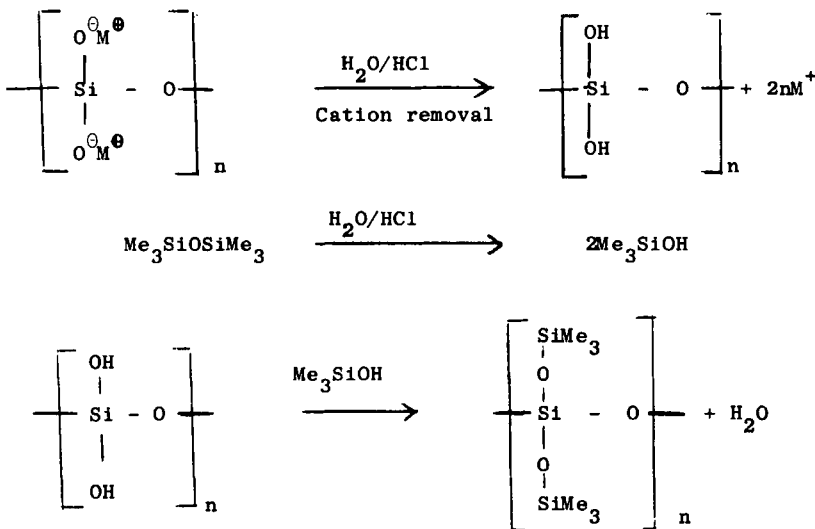 O⊖M⊕ OH
H₂O/HCl
Si - O → Si - O + 2nM⁺
Cation removal
O⊖M⊕ OH
n n
H₂O/HCl
Me₃SiOSiMe₃ → 2Me₃SiOH
SiMe₃
OH O
Me₃SiOH
Si - O → Si - O + H₂O
O
OH SiMe₃
n n